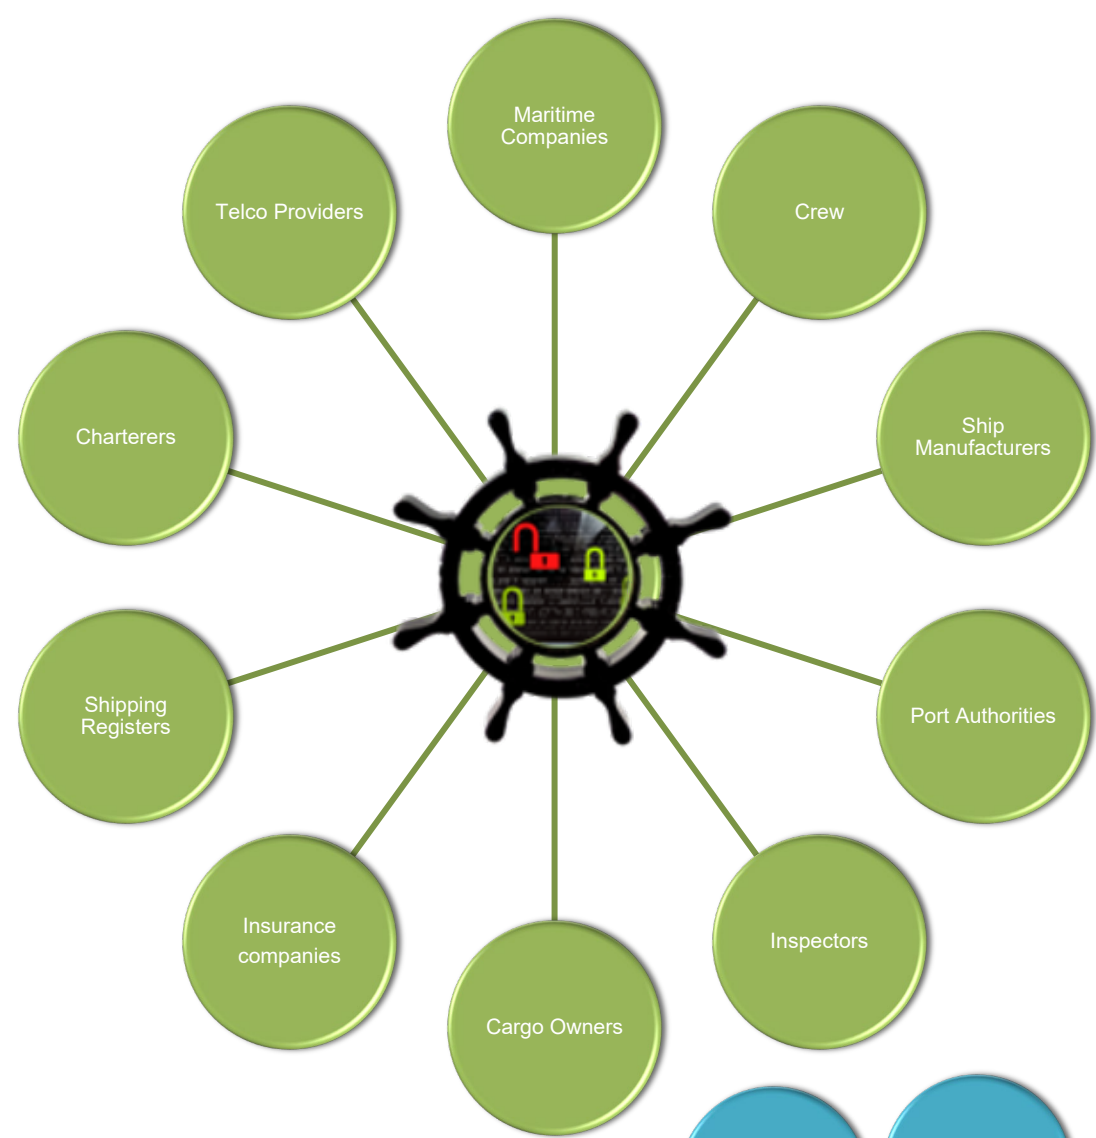 Maritime
Companies
Telco Providers
Crew
Charterers
Ship
Manufacturers
Shipping
Registers
Port Authorities
Insurance
companies
Inspectors
Cargo Owners